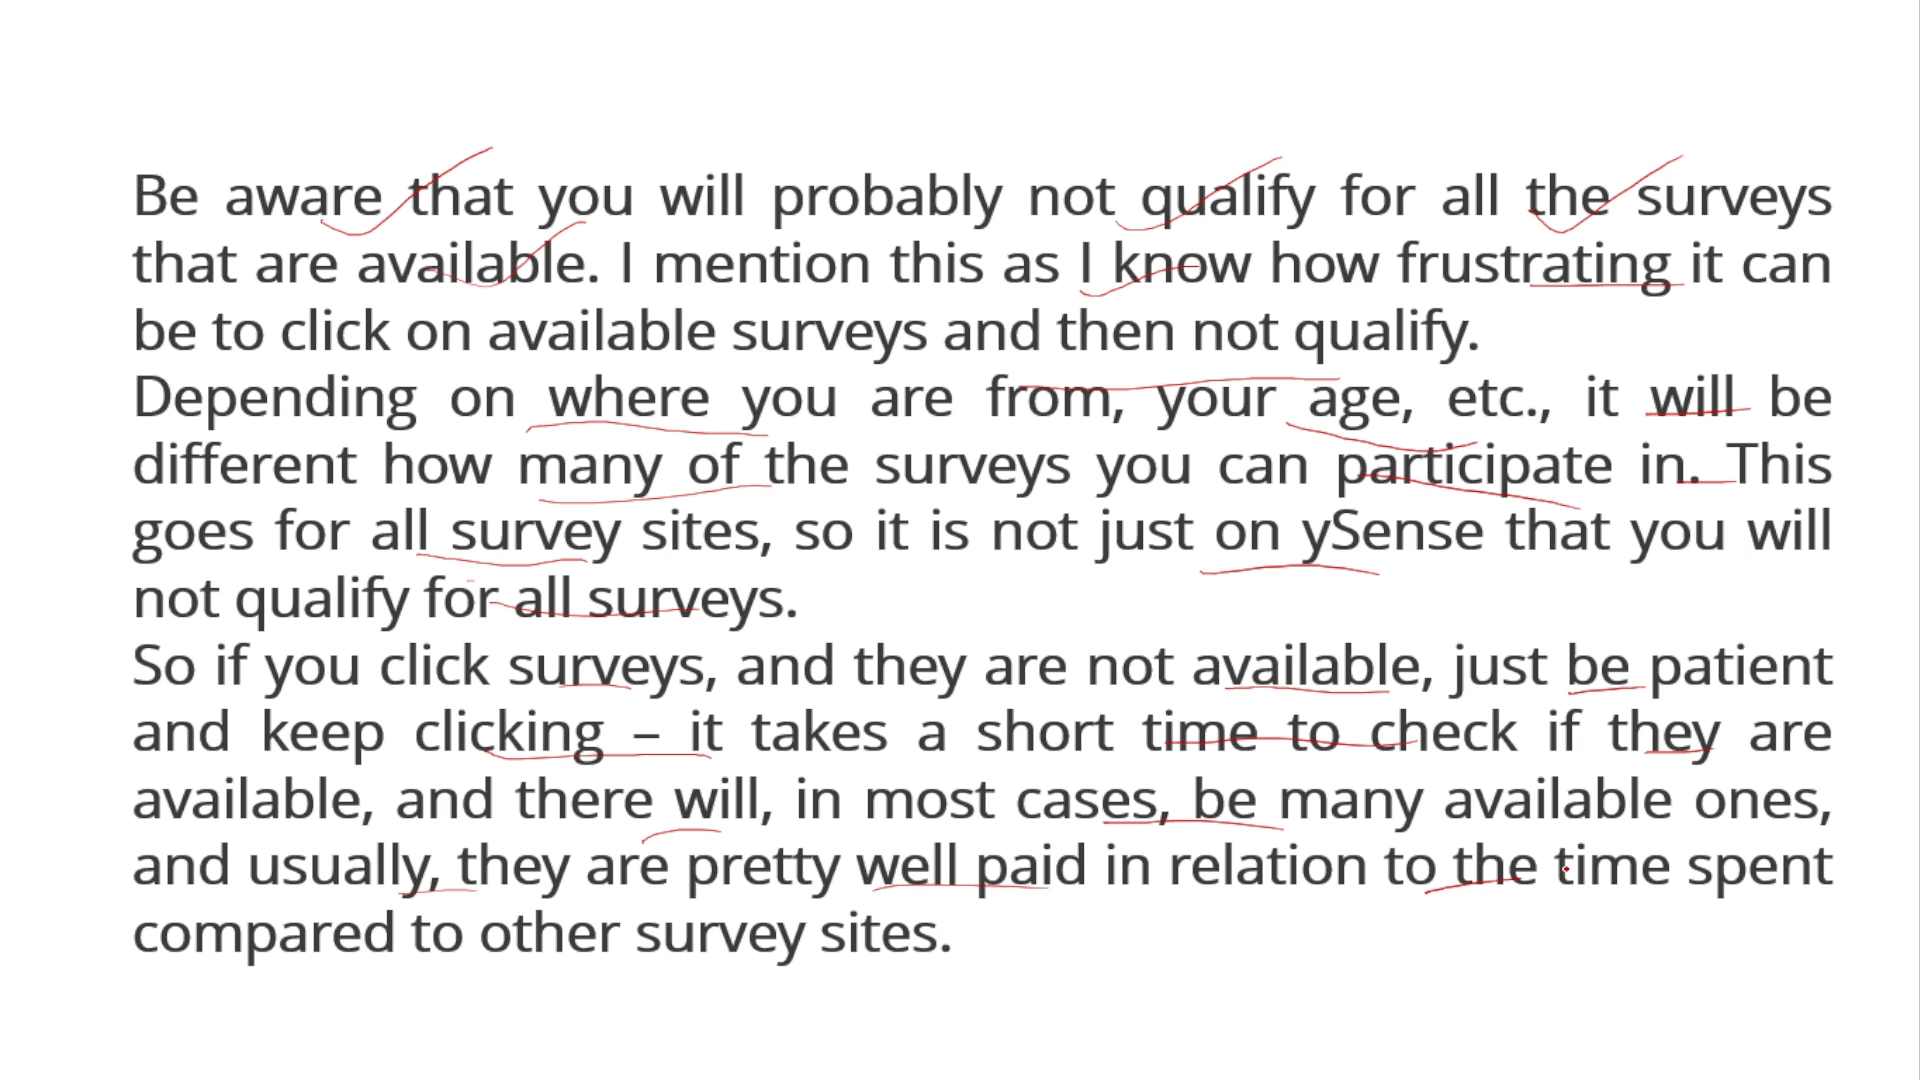 Be aware that you will probably not qualify for all the surveys
that are available. I mention this as I know how frustrating it can
be to click on available surveys and then not qualify.
Depending on where you are from, your age, etc., it will be
different how many of the surveys you can participate in. This
goes for all survey sites, so it is not just on ySense that you will
not qualify for all surveys.
So if you click surveys, and they are not available, just be patient
and keep clicking – it takes a short time to check if they are
available, and there will, in most cases, be many available ones,
and usually, they are pretty well paid in relation to the time spent
compared to other survey sites.